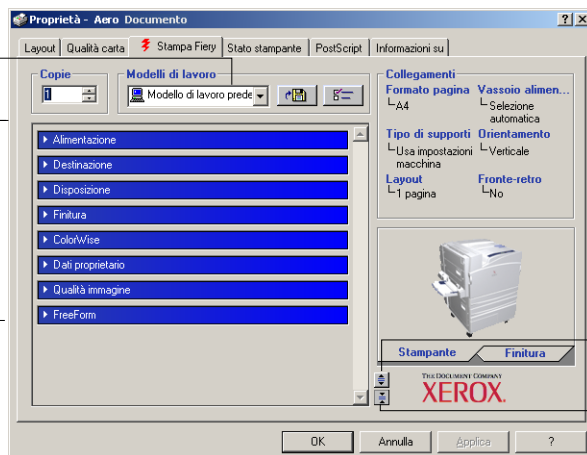 Proprietà - Aero Documento
Layout
Qualità carta
Stampa Fiery
Stato stampante
PostScript
Informazioni su
Copie
1
Modelli di lavoro
Modello di lavoro prede
Alimentazione
Destinazione
Disposizione
Finitura
ColorWise
Dati proprietario
Qualità immagine
FreeForm
Collegamenti
Formato pagina Vassoio alimen...
A4 Selezione
automatica
Tipo di supporti Orientamento
Usa impostazioni Verticale
macchina
Layout Fronte-retro
1 pagina No
Stampante
Finitura
THE DOCUMENT COMPANY
XEROX.
OK
Annulla
Applica
?